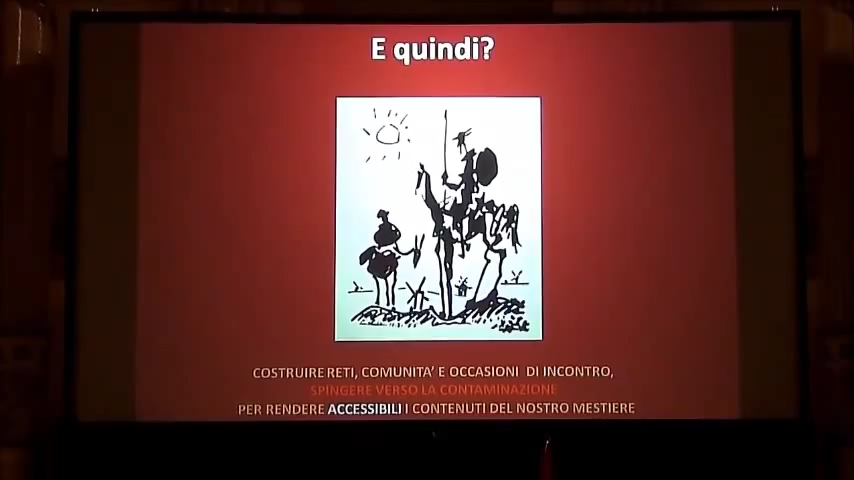 E quindi?
COSTRUIRE RETI, COMUNITA' E OCCASIONI DI INCONTRO,
SPINGERE VERSO LA CONTAMINAZIONE
PER RENDERE ACCESSIBILI I CONTENUTI DEL NOSTRO MESTIERE